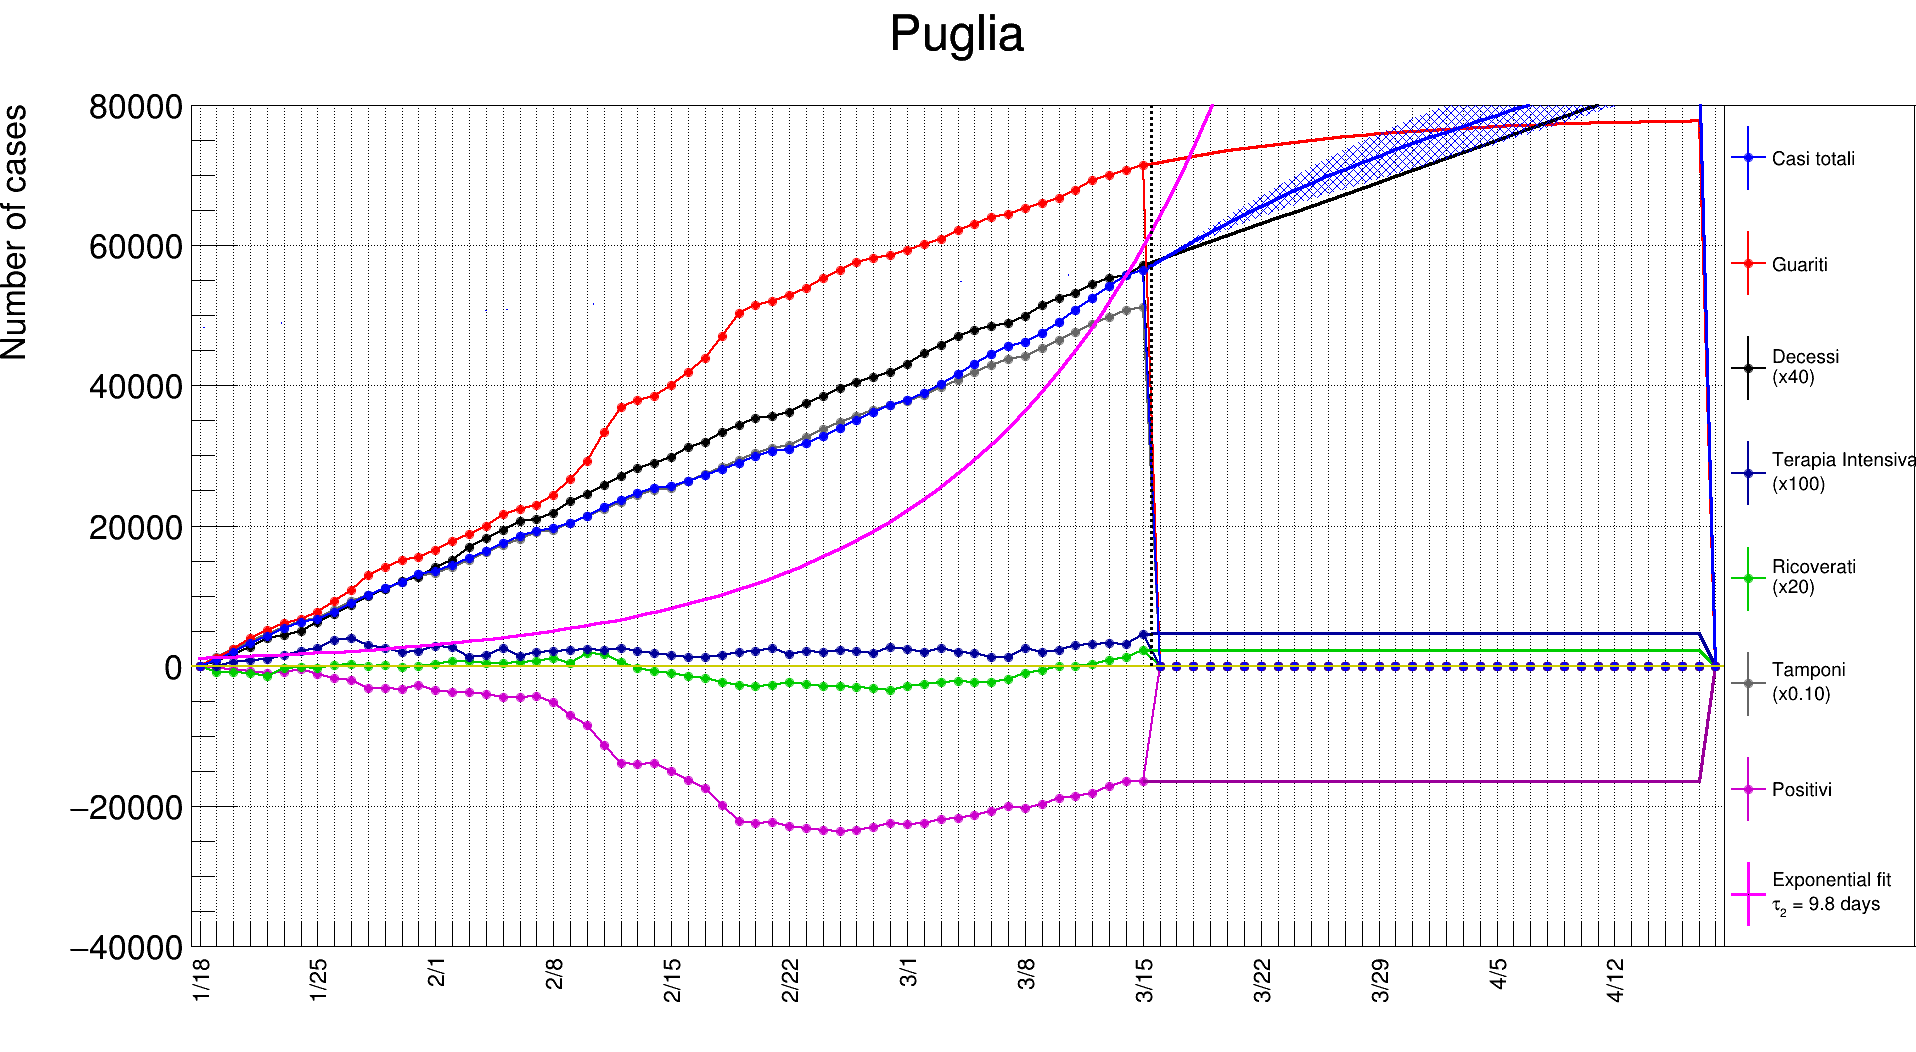 Puglia
Number of cases
80000
60000
40000
20000
0
−20000
−40000
1/18
1/25
2/1
2/8
2/15
2/22
3/1
3/8
3/15
3/22
3/29
4/5
4/12
Casi totali
Guariti
Decessi
(x40)
Terapia Intensiva
(x100)
Ricoverati
(x20)
Tamponi
(x0.10)
Positivi
Exponential fit
τ2 = 9.8 days